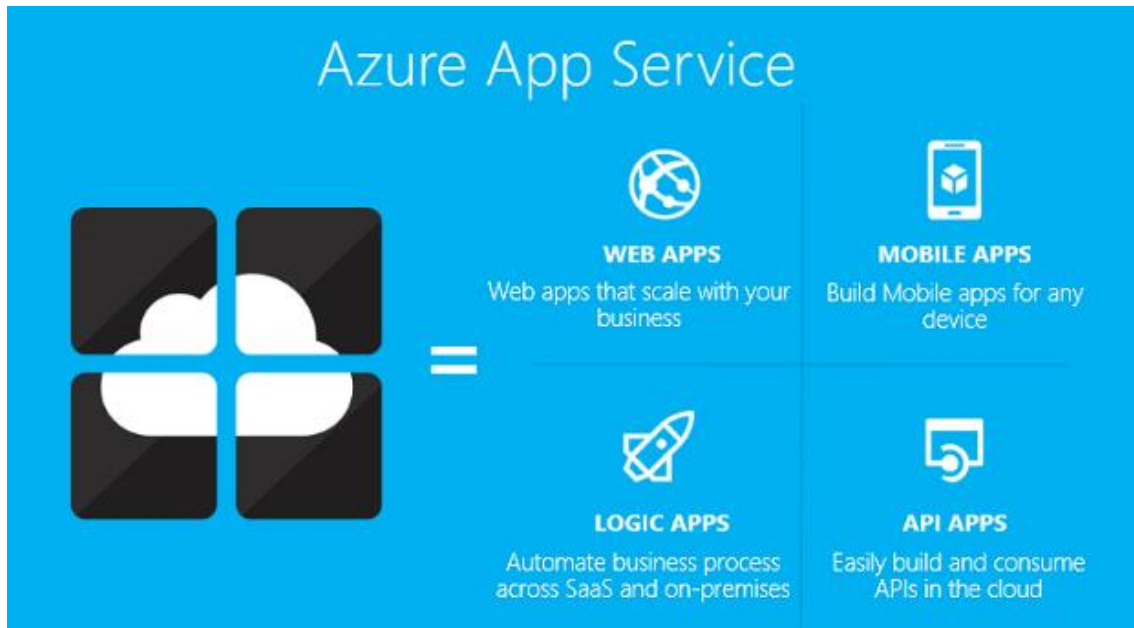 Azure App Service
WEB APPS
Web apps that scale with your
business
MOBILE APPS
Build Mobile apps for any
device
=
LOGIC APPS
Automate business process
across SaaS and on-premises
API APPS
Easily build and consume
APIs in the cloud